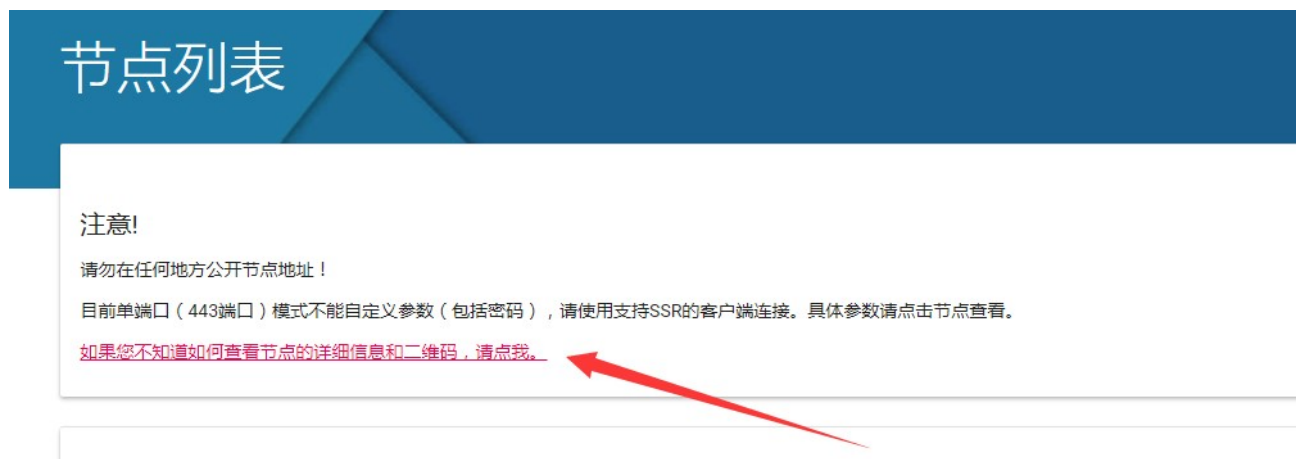 节点列表
注意!
请勿在任何地方公开节点地址！
目前单端口（443端口）模式不能自定义参数（包括密码），请使用支持SSR的客户端连接。具体参数请点击节点查看。
如果您不知道如何查看节点的详细信息和二维码，请点我。